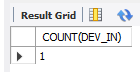 Result Grid
COUNT(DEV_IN)
1